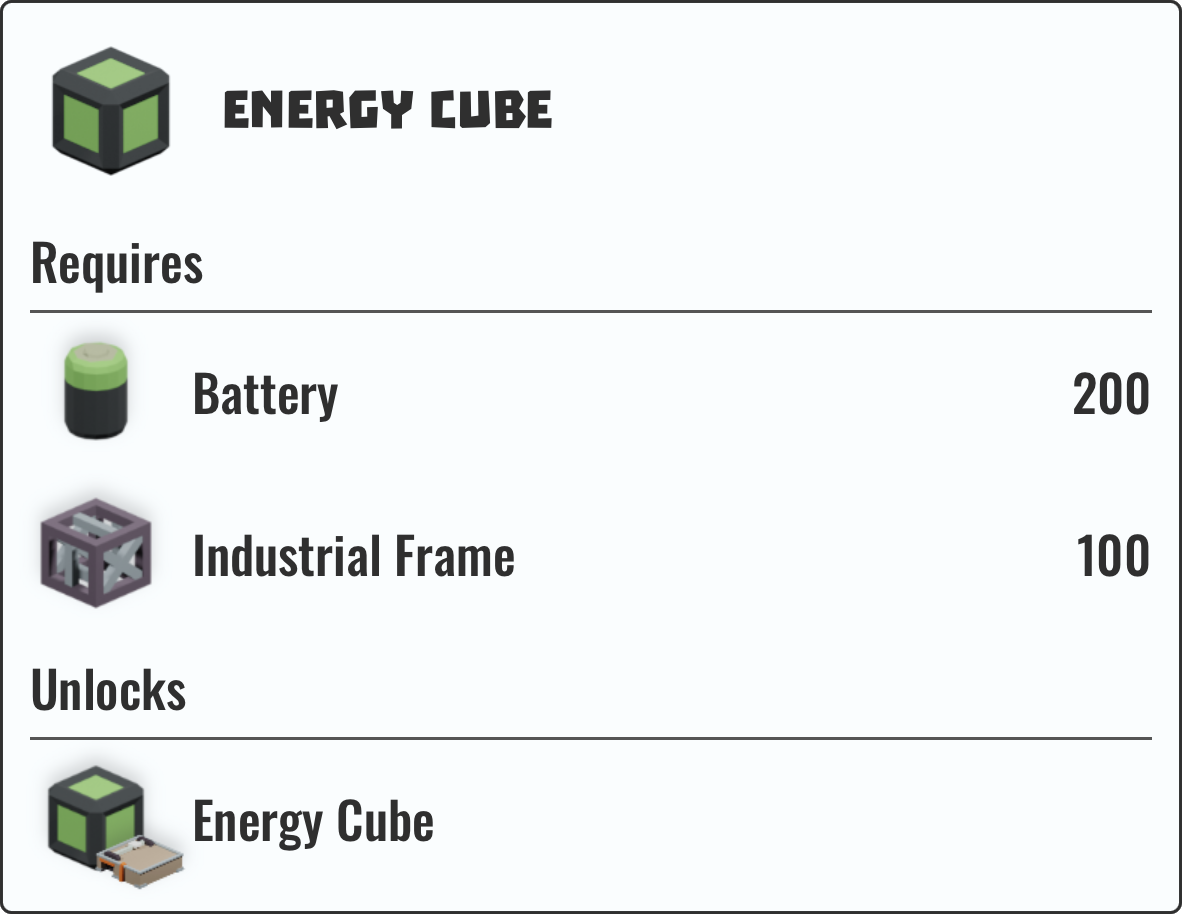 ENERGY CUBE
Requires
Battery 200
Industrial Frame 100
Unlocks
Energy Cube